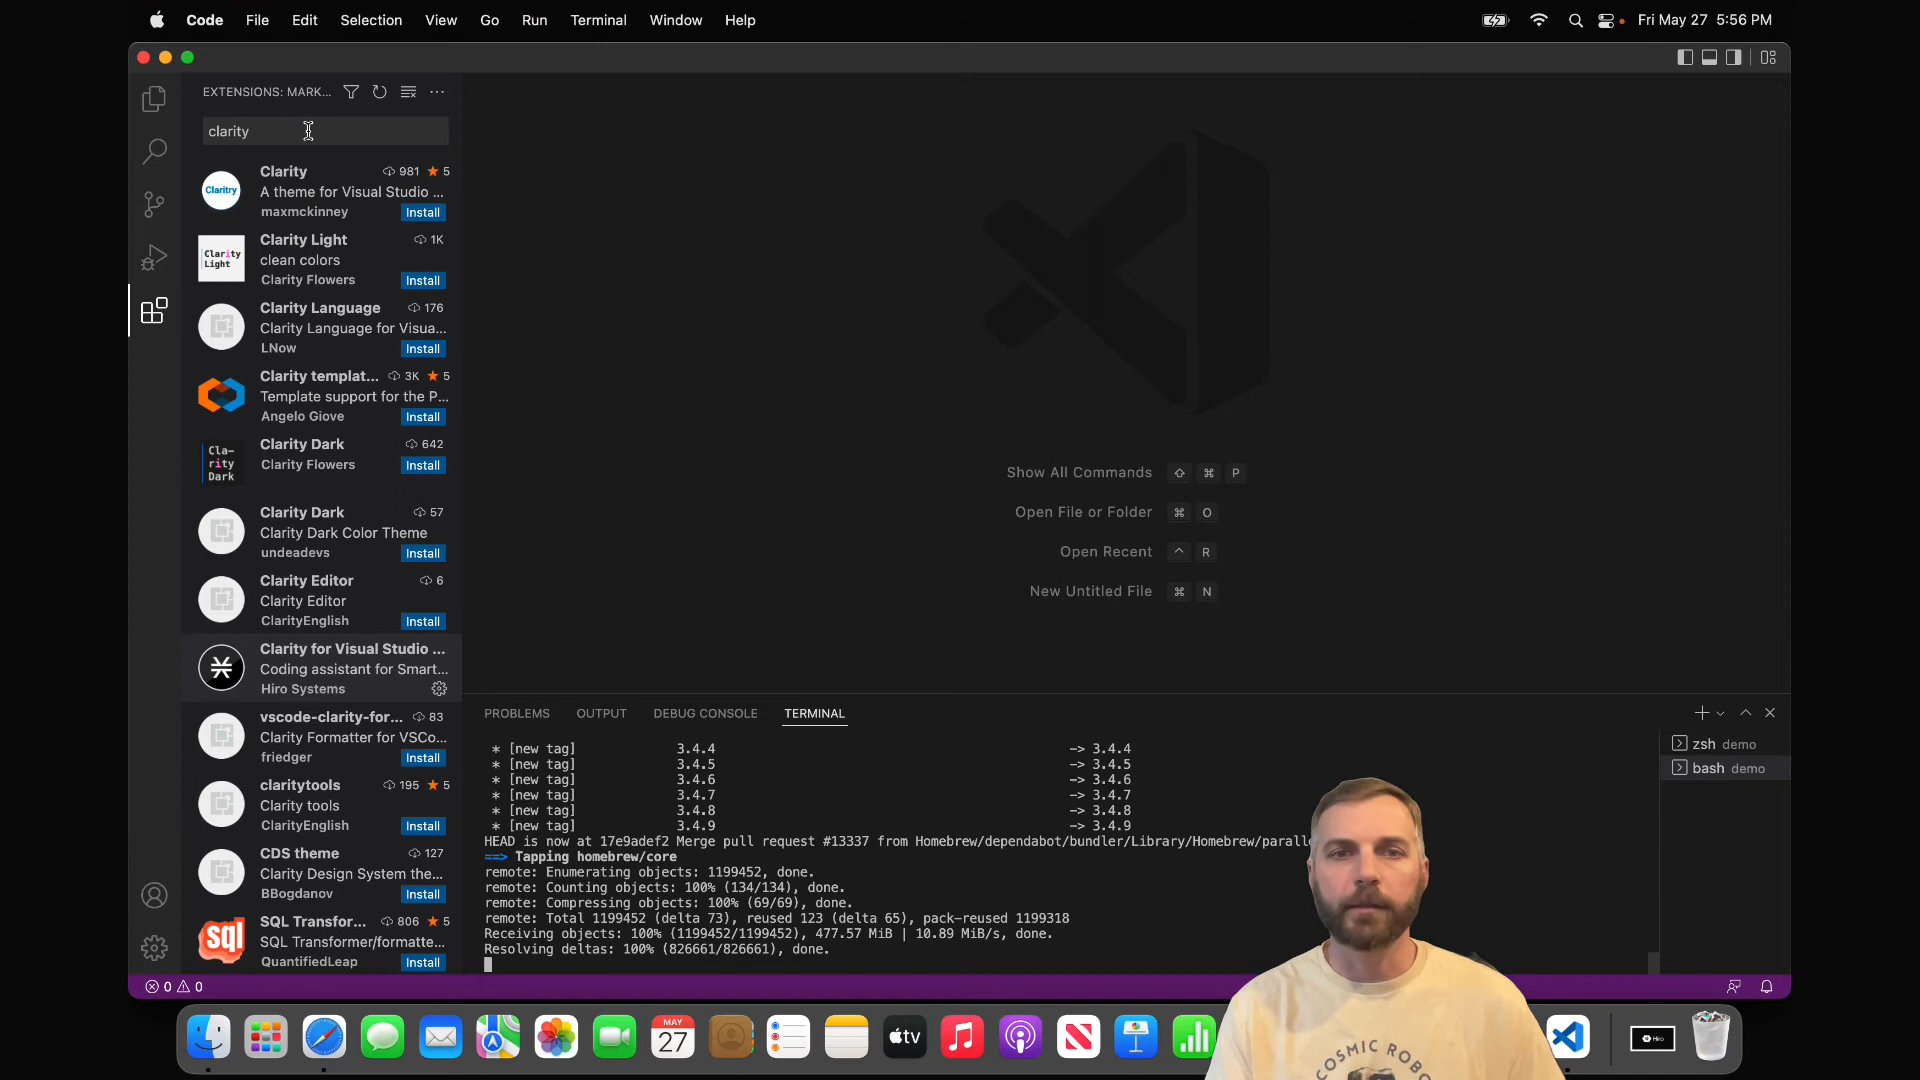 Code File Edit Selection View Go Run Terminal Window Help Fri May 27 5:56 PM
EXTENSIONS: MARK...
clarity
Claritry
Clarity 981 5
A theme for Visual Studio ...
maxmckinney Install
Clarity Light
Clarity Light 1K
clean colors
Clarity Flowers Install
Clarity Language 176
Clarity Language for Visua...
LNow Install
Clarity templat... 3K 5
Template support for the P...
Angelo Giove Install
Cla-
rity
Dark
Clarity Dark 642
Clarity Flowers Install
Clarity Dark 57
Clarity Dark Color Theme
undeadevs Install
Clarity Editor 6
Clarity Editor
ClarityEnglish Install
Clarity for Visual Studio ...
Coding assistant for Smart...
Hiro Systems
vscode-clarity-for... 83
Clarity Formatter for VSCo...
friedger Install
claritytools 195 5
Clarity tools
ClarityEnglish Install
CDS theme 127
Clarity Design System the...
BBogdanov Install
sql
SQL Transfor... 806 5
SQL Transformer/formatte...
QuantifiedLeap Install
Show All Commands ⇧ ⌘ P
Open File or Folder ⌘ O
Open Recent ^ R
New Untitled File ⌘ N
PROBLEMS OUTPUT DEBUG CONSOLE TERMINAL
* [new tag] 3.4.4 -> 3.4.4
* [new tag] 3.4.5 -> 3.4.5
* [new tag] 3.4.6 -> 3.4.6
* [new tag] 3.4.7 -> 3.4.7
* [new tag] 3.4.8 -> 3.4.8
* [new tag] 3.4.9 -> 3.4.9
HEAD is now at 17e9adef2 Merge pull request #13337 from Homebrew/dependabot/bundler/Library/Homebrew/paralle
==> Tapping homebrew/core
remote: Enumerating objects: 1199452, done.
remote: Counting objects: 100% (134/134), done.
remote: Compressing objects: 100% (69/69), done.
remote: Total 1199452 (delta 73), reused 123 (delta 65), pack-reused 1199318
Receiving objects: 100% (1199452/1199452), 477.57 MiB | 10.89 MiB/s, done.
Resolving deltas: 100% (826661/826661), done.
zsh demo
bash demo
0 0
MAY
27
tv
Hiro
COSMIC ROBO